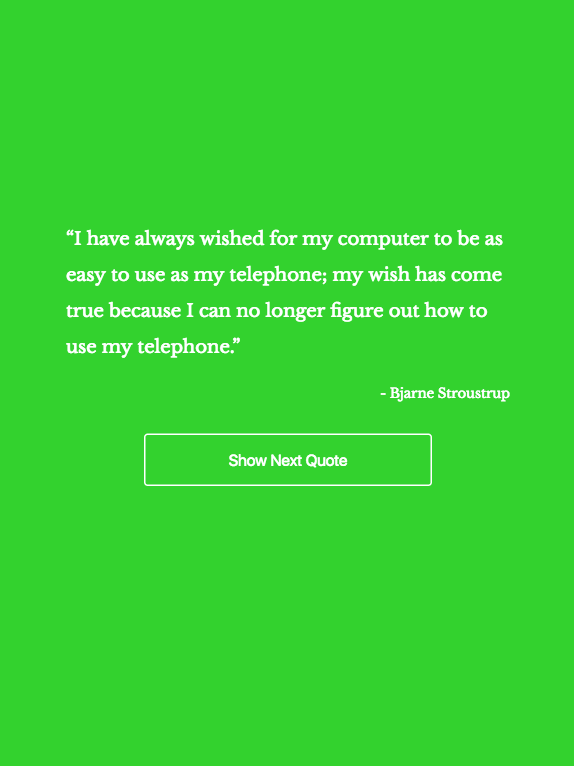 “I have always wished for my computer to be as
easy to use as my telephone; my wish has come
true because I can no longer figure out how to
use my telephone.”
- Bjarne Stroustrup
Show Next Quote